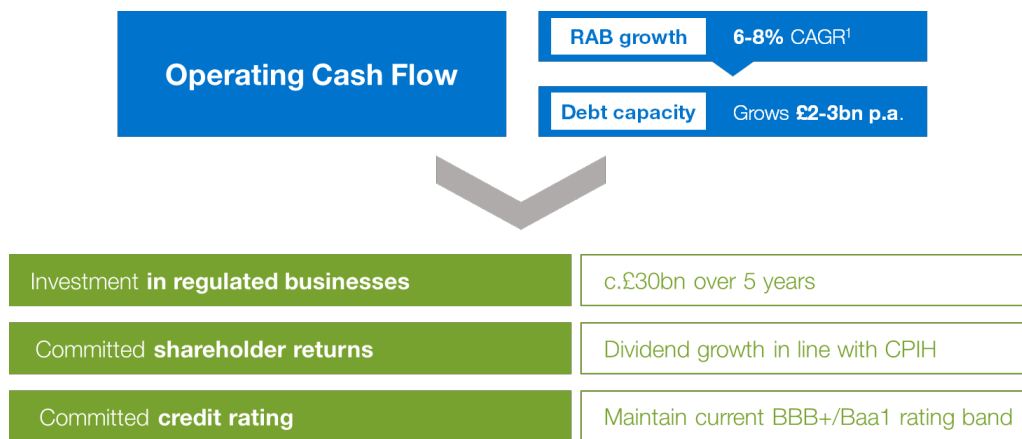 Operating Cash Flow
RAB growth 6-8% CAGR¹
Debt capacity Grows £2-3bn p.a.
Investment in regulated businesses c.£30bn over 5 years
Committed shareholder returns Dividend growth in line with CPIH
Committed credit rating Maintain current BBB+/Baa1 rating band